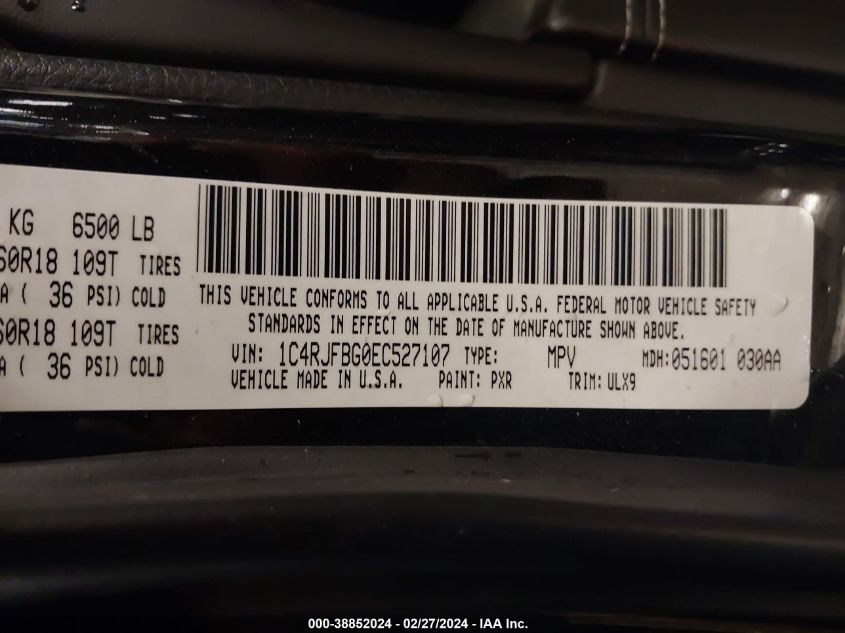 KG 6500 LB
60R18 109T TIRES
A ( 36 PSI) COLD
60R18 109T TIRES
A ( 36 PSI) COLD
THIS VEHICLE CONFORMS TO ALL APPLICABLE U.S.A. FEDERAL MOTOR VEHICLE SAFETY
STANDARDS IN EFFECT ON THE DATE OF MANUFACTURE SHOWN ABOVE.
VIN: 1C4RJFBG0EC527107 TYPE: MPV MDH:051601 030AA
VEHICLE MADE IN U.S.A. PAINT: PXR TRIM: ULX9
000-38852024 - 02/27/2024 - IAA Inc.